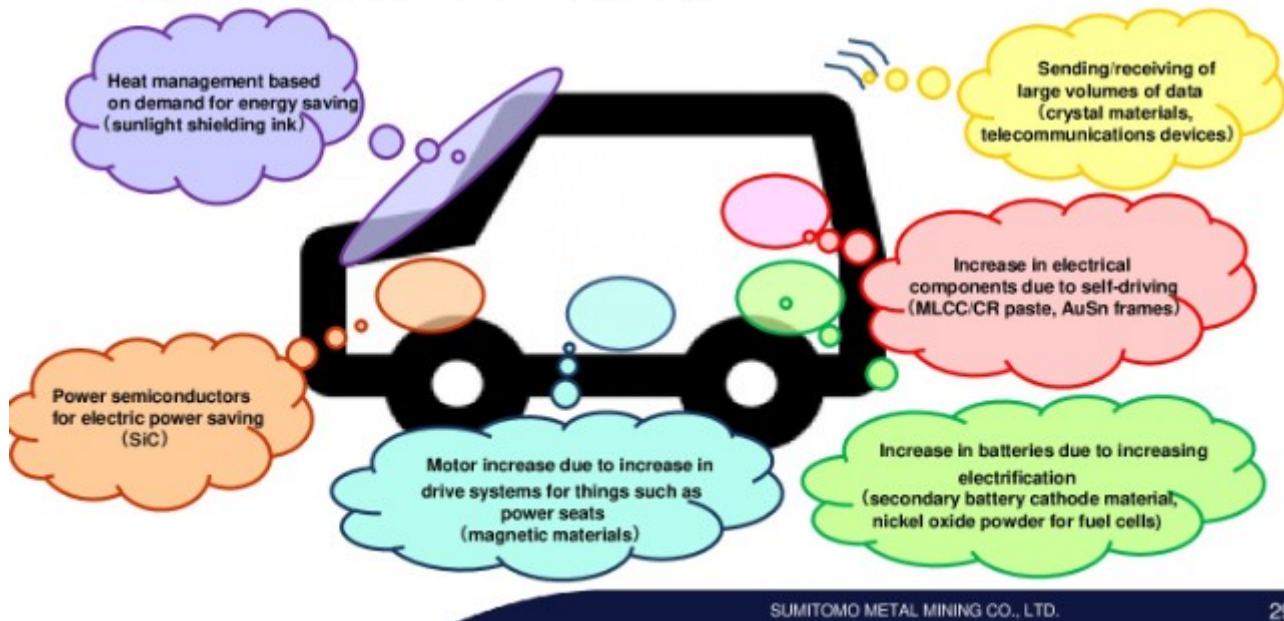 Heat management based
on demand for energy saving
(sunlight shielding ink)
Sending/receiving of
large volumes of data
(crystal materials,
telecommunications devices)
Increase in electrical
components due to self-driving
(MLCC/CR paste, AuSn frames)
Power semiconductors
for electric power saving
(SiC)
Motor increase due to increase in
drive systems for things such as
power seats
(magnetic materials)
Increase in batteries due to increasing
electrification
(secondary battery cathode material,
nickel oxide powder for fuel cells)
SUMITOMO METAL MINING CO., LTD.